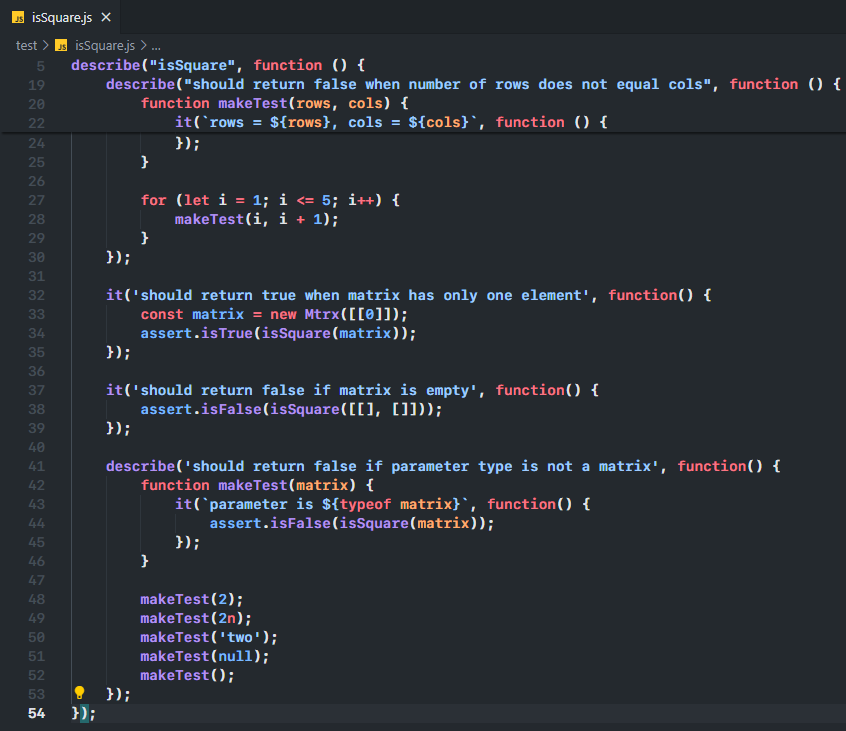 JS isSquare.js ×
test > JS isSquare.js > ...
5 describe("isSquare", function () {
19     describe("should return false when number of rows does not equal cols", function () {
20         function makeTest(rows, cols) {
22             it(`rows = ${rows}, cols = ${cols}`, function () {
24             });
25         }
26
27         for (let i = 1; i <= 5; i++) {
28             makeTest(i, i + 1);
29         }
30     });
31
32     it('should return true when matrix has only one element', function() {
33         const matrix = new Mtrx([[0]]);
34         assert.isTrue(isSquare(matrix));
35     });
36
37     it('should return false if matrix is empty', function() {
38         assert.isFalse(isSquare([[], []]));
39     });
40
41     describe('should return false if parameter type is not a matrix', function() {
42         function makeTest(matrix) {
43             it(`parameter is ${typeof matrix}`, function() {
44                 assert.isFalse(isSquare(matrix));
45             });
46         }
47
48         makeTest(2);
49         makeTest(2n);
50         makeTest('two');
51         makeTest(null);
52         makeTest();
53     });
54 });